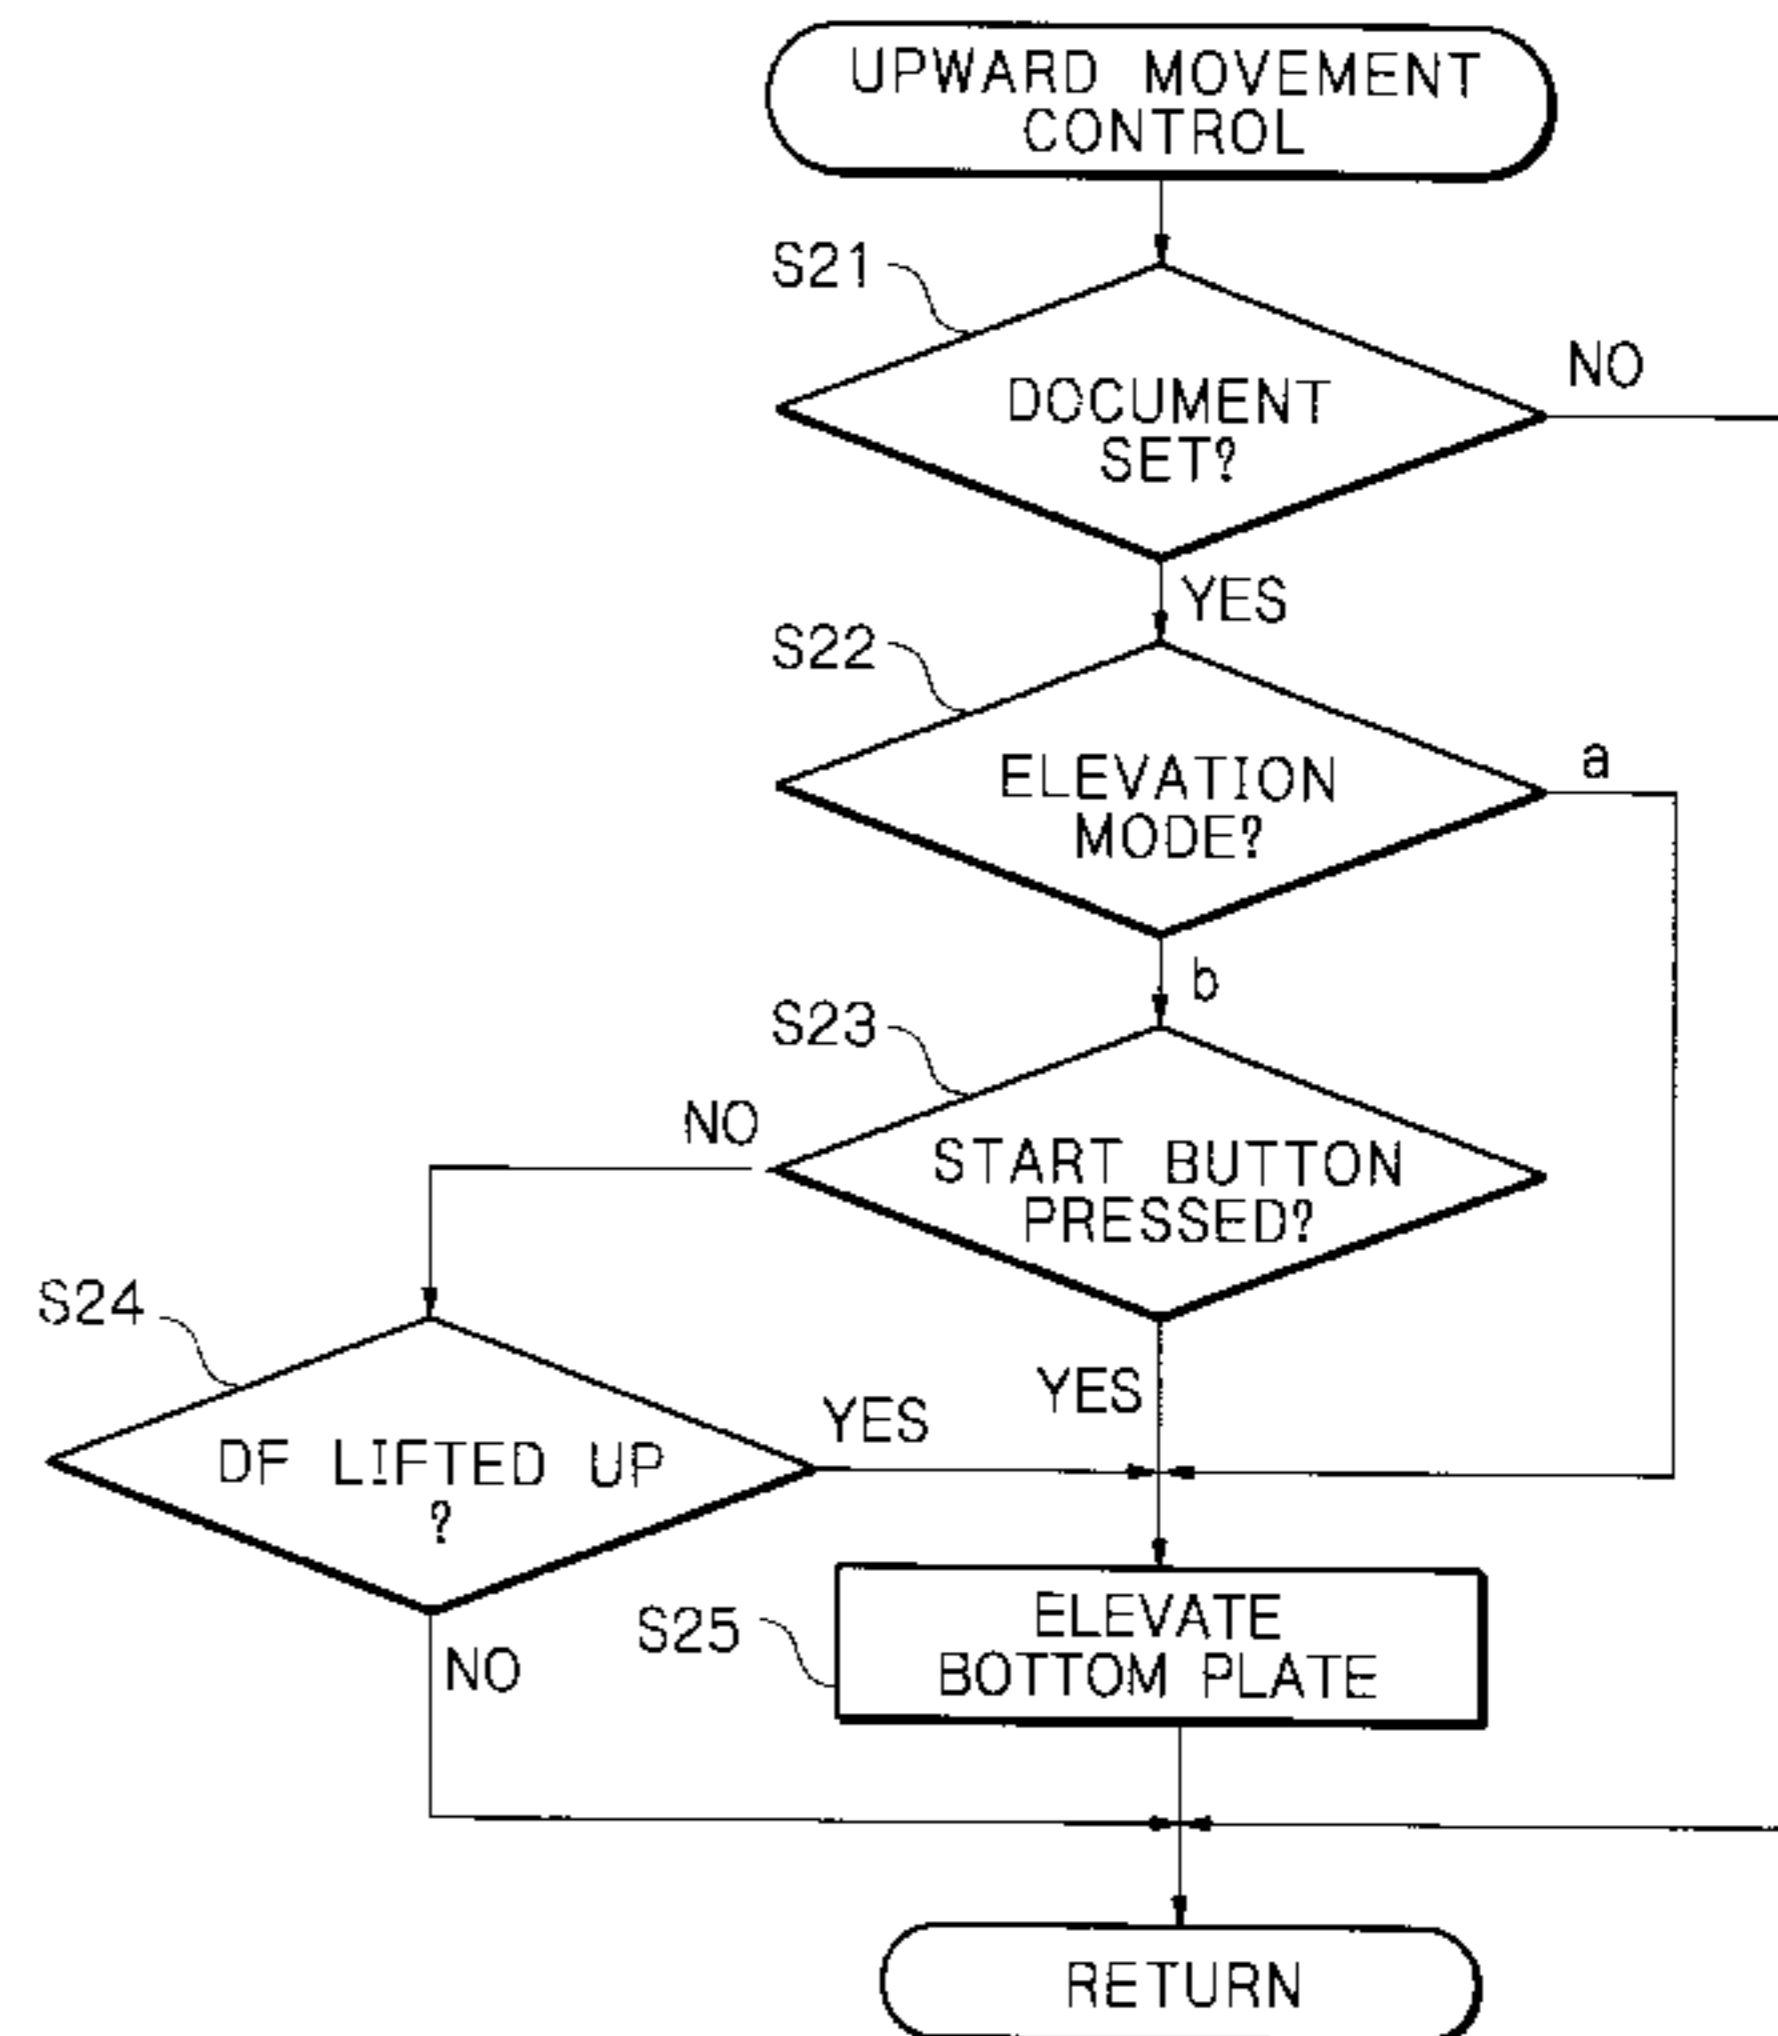 UPWARD MOVEMENT
CONTROL
S21
NO
DOCUMENT
SET?
YES
S22
a
ELEVATION
MODE?
b
S23
NO
START BUTTON
PRESSED?
S24
YES
YES
DF LIFTED UP
?
ELEVATE
S25
BOTTOM PLATE
NO
RETURN